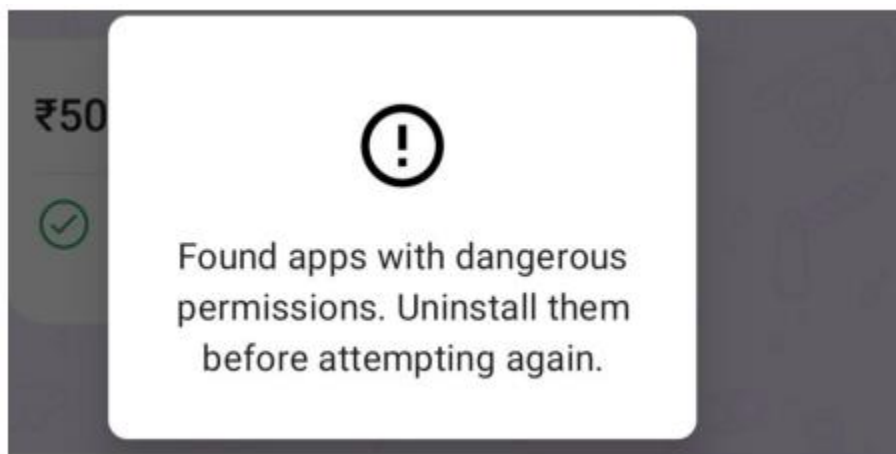 ₹50
Found apps with dangerous
permissions. Uninstall them
before attempting again.